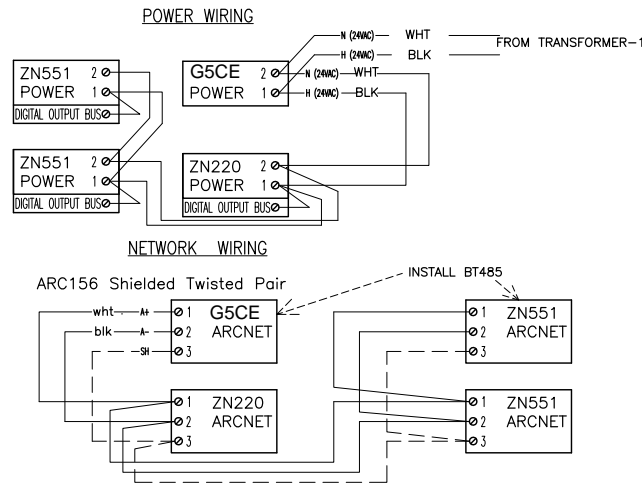 POWER WIRING
N (24VAC) WHT
H (24VAC) BLK
FROM TRANSFORMER-1
ZN551 2
POWER 1
DIGITAL OUTPUT BUS
G5CE 2 N (24VAC) WHT
POWER 1 H (24VAC) BLK
ZN551 2
POWER 1
DIGITAL OUTPUT BUS
ZN220 2
POWER 1
DIGITAL OUTPUT BUS
NETWORK WIRING
ARC156 Shielded Twisted Pair
INSTALL BT485
wht A+ 1 G5CE
blk A- 2 ARCNET
SH 3
1 ZN551
2 ARCNET
3
1 ZN220
2 ARCNET
3
1 ZN551
2 ARCNET
3